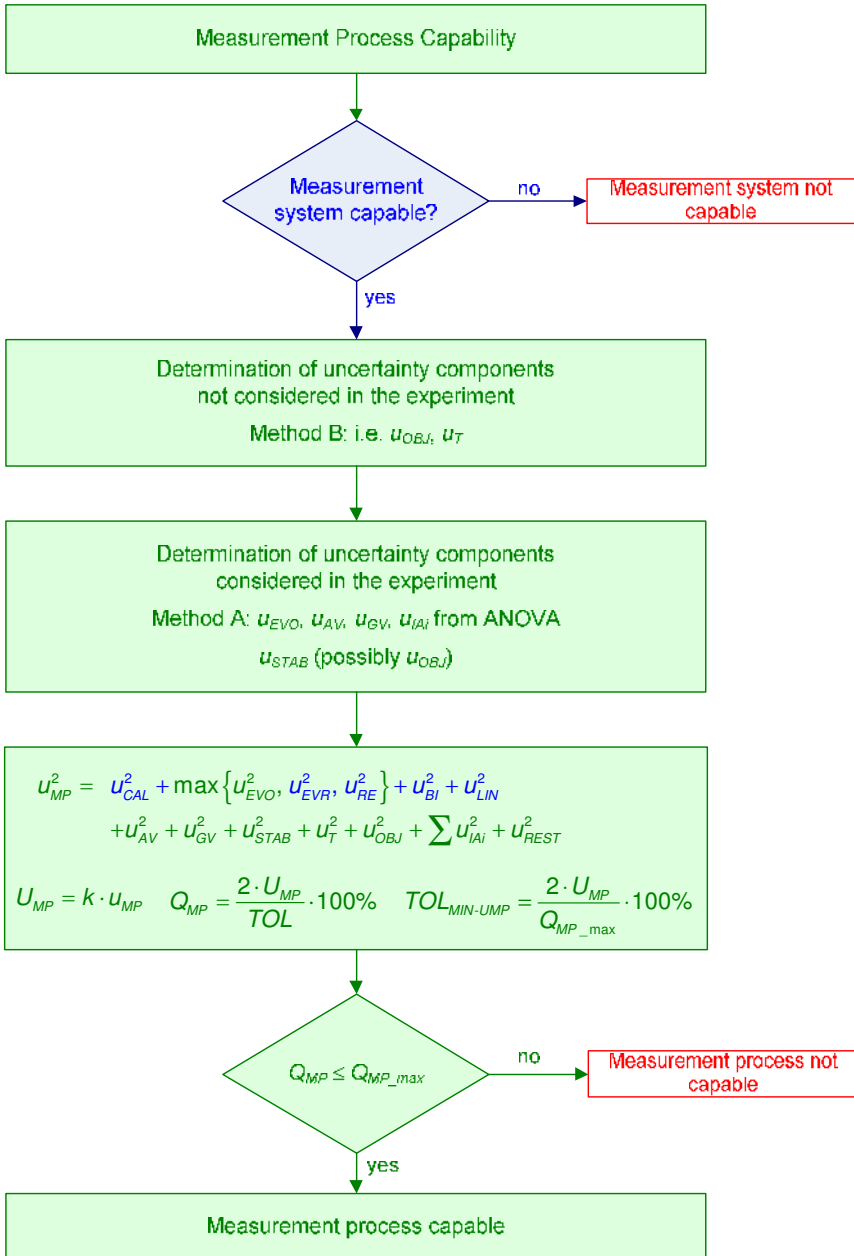 Measurement Process Capability
Measurement
system capable?
no
Measurement system not
capable
yes
Determination of uncertainty components
not considered in the experiment
Method B: i.e. u_OBJ, u_T
Determination of uncertainty components
considered in the experiment
Method A: u_EVO, u_AV, u_GV, u_IAi from ANOVA
u_STAB (possibly u_OBJ)
u²_MP = u²_CAL + max{u²_EVO, u²_EVR, u²_RE} + u²_BI + u²_LIN
+u²_AV + u²_GV + u²_STAB + u²_T + u²_OBJ + ∑ u²_IAi + u²_REST
U_MP = k · u_MP Q_MP = (2 · U_MP / TOL) · 100% TOL_MIN-UMP = (2 · U_MP / Q_MP_max) · 100%
Q_MP ≤ Q_MP_max
no
Measurement process not
capable
yes
Measurement process capable